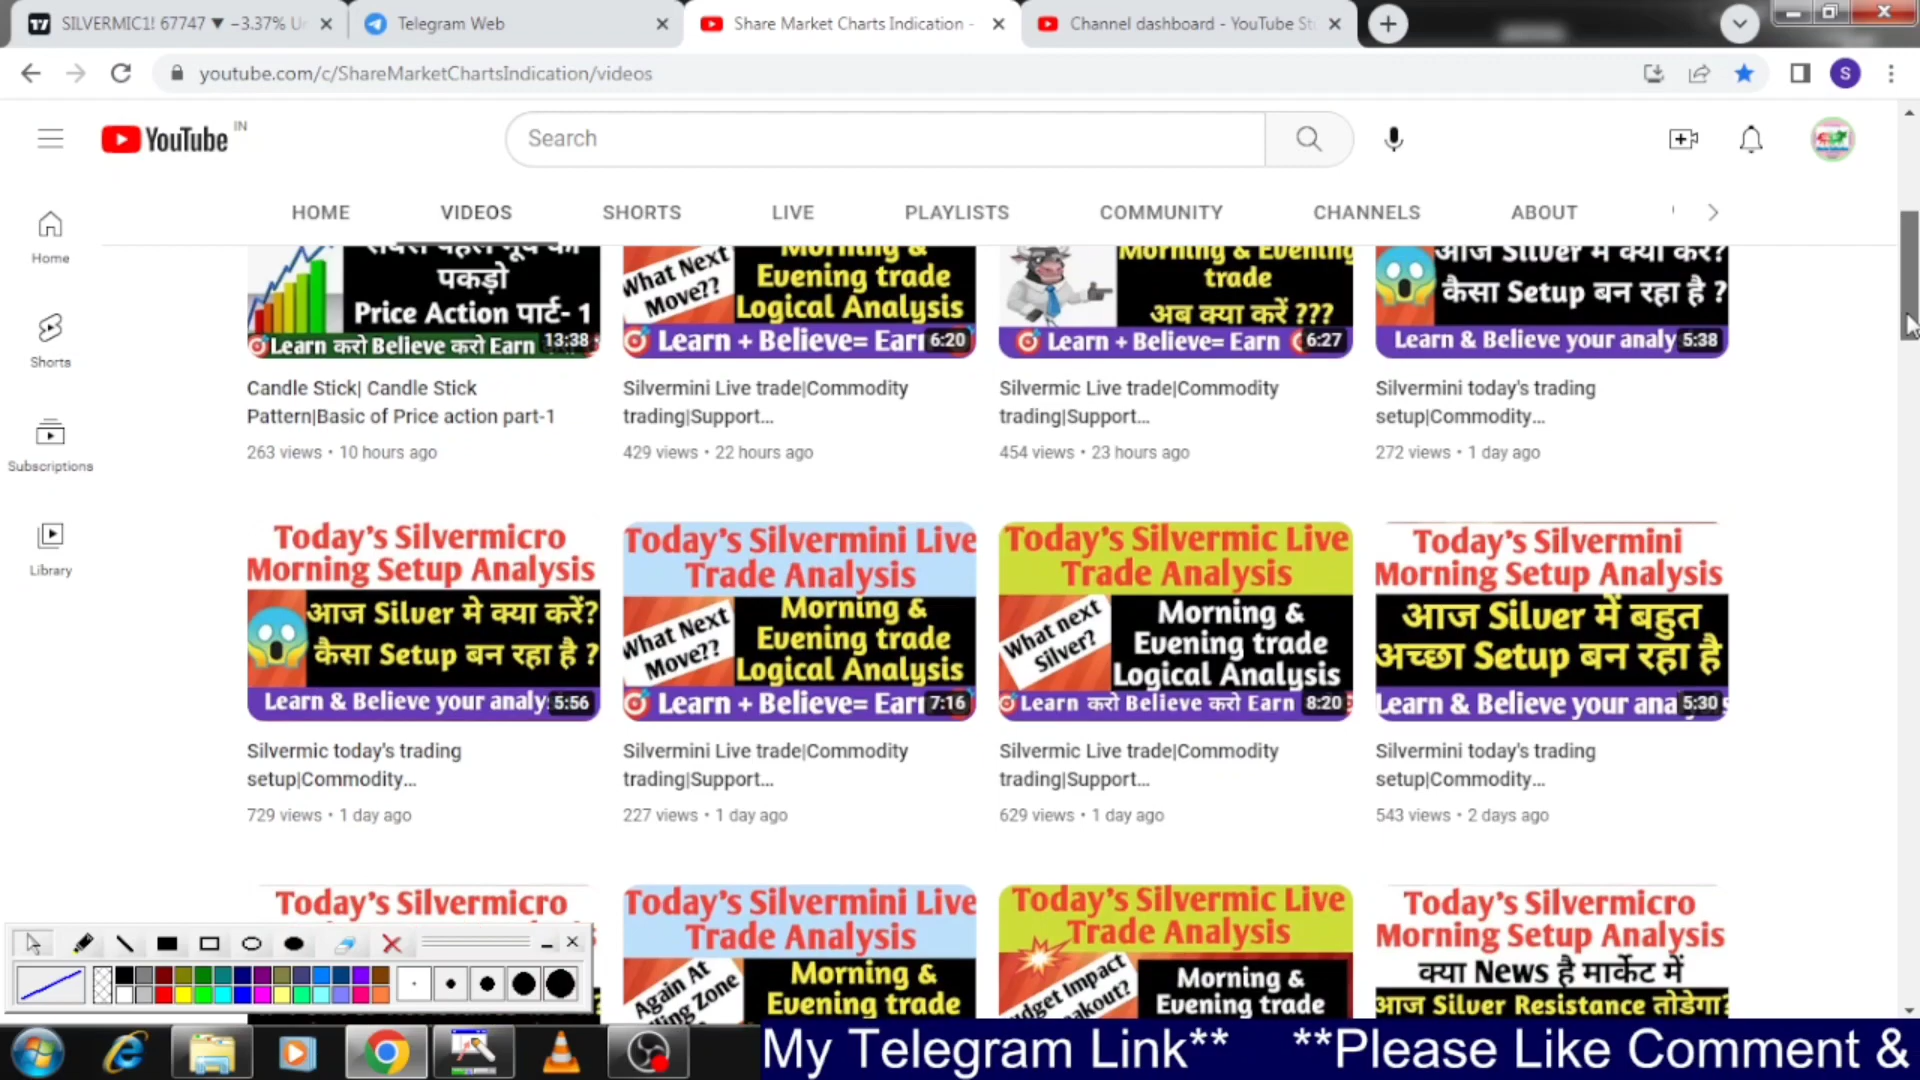 SILVERMIC1! 67747 ▼ −3.37% Un
Telegram Web
Share Market Charts Indication -
Channel dashboard - YouTube St
youtube.com/c/ShareMarketChartsIndication/videos
S
YouTube IN
Search
HOME VIDEOS SHORTS LIVE PLAYLISTS COMMUNITY CHANNELS ABOUT
Home
Shorts
Subscriptions
Library
पकड़ो
Price Action पार्ट- 1
Learn करो Believe करो Earn
13:38
Candle Stick| Candle Stick
Pattern|Basic of Price action part-1
263 views • 10 hours ago
What Next
Move??
Morning &
Evening trade
Logical Analysis
Learn + Believe= Earn
6:20
Silvermini Live trade|Commodity
trading|Support...
429 views • 22 hours ago
Morning & Evening
trade
अब क्या करें ???
Learn + Believe= Earn
6:27
Silvermic Live trade|Commodity
trading|Support...
454 views • 23 hours ago
आज Silver मे क्या करें?
कैसा Setup बन रहा है ?
Learn & Believe your analy
5:38
Silvermini today's trading
setup|Commodity...
272 views • 1 day ago
Today's Silvermicro
Morning Setup Analysis
आज Silver मे क्या करें?
कैसा Setup बन रहा है ?
Learn & Believe your analy
5:56
Silvermic today's trading
setup|Commodity...
729 views • 1 day ago
Today's Silvermini Live
Trade Analysis
What Next
Move??
Morning &
Evening trade
Logical Analysis
Learn + Believe= Earn
7:16
Silvermini Live trade|Commodity
trading|Support...
227 views • 1 day ago
Today's Silvermic Live
Trade Analysis
What next
Silver?
Morning &
Evening trade
Logical Analysis
Learn करो Believe करो Earn
8:20
Silvermic Live trade|Commodity
trading|Support...
629 views • 1 day ago
Today's Silvermini
Morning Setup Analysis
आज Silver में बहुत
अच्छा Setup बन रहा है
Learn & Believe your ana
5:30
Silvermini today's trading
setup|Commodity...
543 views • 2 days ago
Today's Silvermicro
Today's Silvermini Live
Trade Analysis
Again At
Zone
Morning &
Evening trade
Today's Silvermic Live
Trade Analysis
Budget Impact
Breakout?
Morning &
Evening trade
Today's Silvermicro
Morning Setup Analysis
क्या News है मार्केट में
आज Silver Resistance तोडेगा?
My Telegram Link** **Please Like Comment &